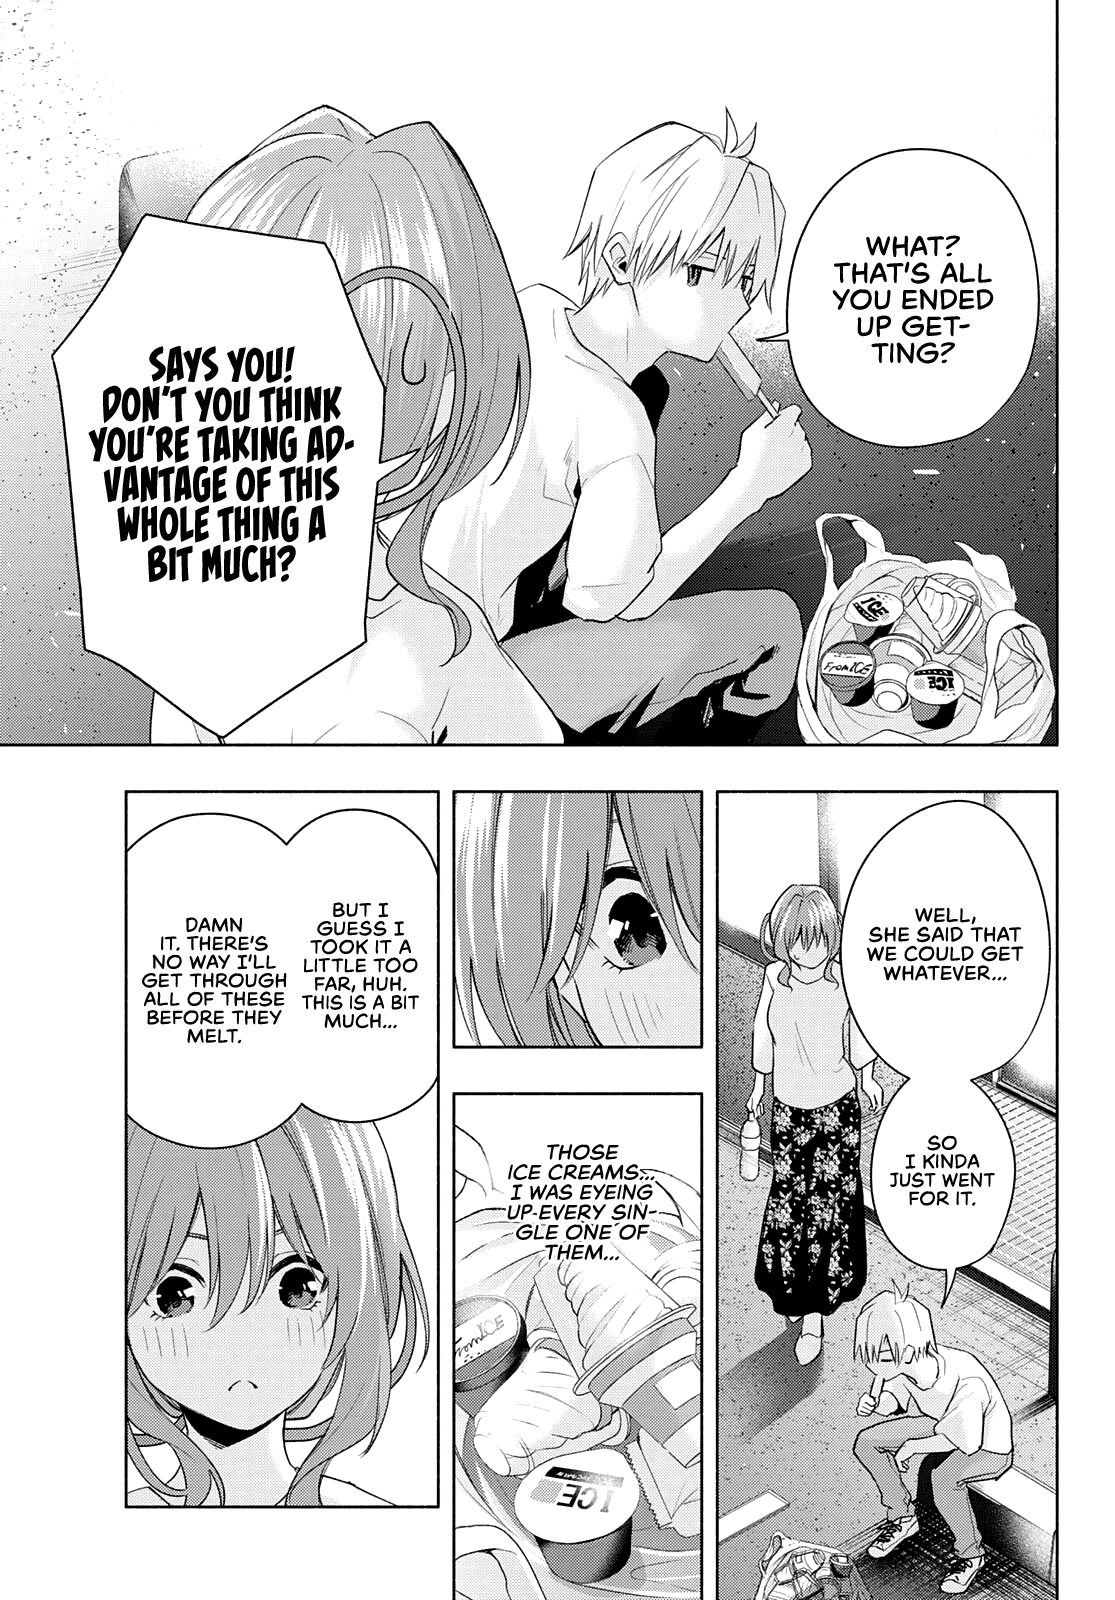 WHAT?
THAT'S ALL
YOU ENDED
UP GET-
TING?
SAYS YOU!
DON'T YOU THINK
YOU'RE TAKING AD-
VANTAGE OF THIS
WHOLE THING A
BIT MUCH?
ICE
From ICE
ICE
WELL,
SHE SAID THAT
WE COULD GET
WHATEVER...
SO
I KINDA
JUST WENT
FOR IT.
THOSE
ICE CREAMS...
I WAS EYEING
UP EVERY SIN-
GLE ONE OF
THEM...
From ICE
ICE
BUT I
GUESS I
TOOK IT A
LITTLE TOO
FAR, HUH.
THIS IS A BIT
MUCH...
DAMN
IT. THERE'S
NO WAY I'LL
GET THROUGH
ALL OF THESE
BEFORE THEY
MELT.